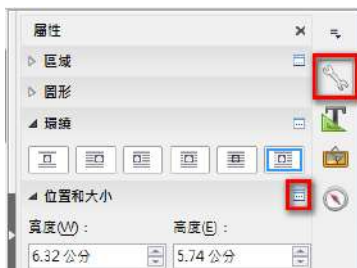 屬性
區域
圖形
環繞
位置和大小
寬度(W)： 高度(E)：
6.32 公分 5.74 公分